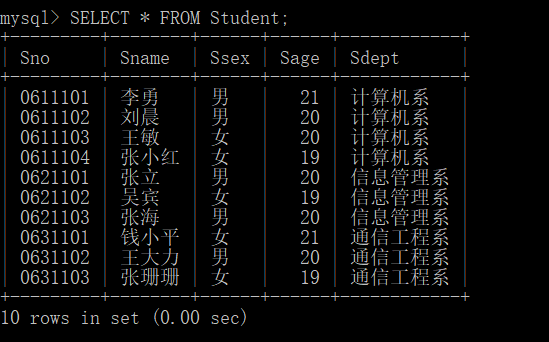 mysql> SELECT * FROM Student;
+---------+--------+------+------+------------+
| Sno | Sname | Ssex | Sage | Sdept |
+---------+--------+------+------+------------+
| 0611101 | 李勇 | 男 | 21 | 计算机系 |
| 0611102 | 刘晨 | 男 | 20 | 计算机系 |
| 0611103 | 王敏 | 女 | 20 | 计算机系 |
| 0611104 | 张小红 | 女 | 19 | 计算机系 |
| 0621101 | 张立 | 男 | 20 | 信息管理系 |
| 0621102 | 吴宾 | 女 | 19 | 信息管理系 |
| 0621103 | 张海 | 男 | 20 | 信息管理系 |
| 0631101 | 钱小平 | 女 | 21 | 通信工程系 |
| 0631102 | 王大力 | 男 | 20 | 通信工程系 |
| 0631103 | 张珊珊 | 女 | 19 | 通信工程系 |
+---------+--------+------+------+------------+
10 rows in set (0.00 sec)